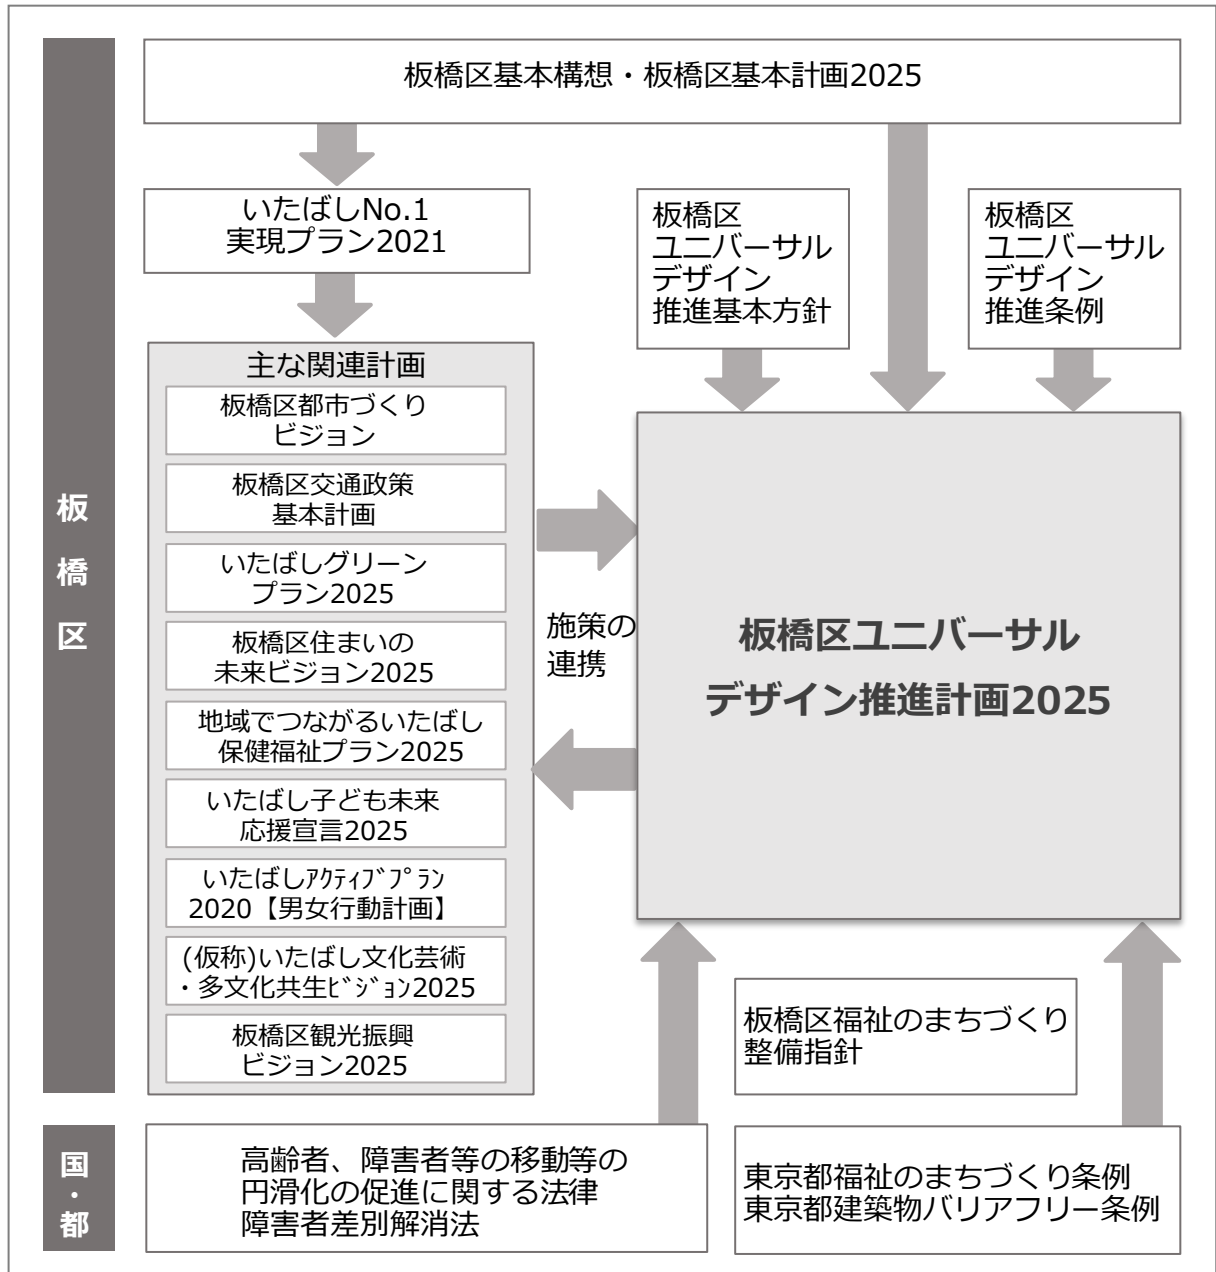 板橋区
板橋区基本構想・板橋区基本計画2025
いたばしNo.1
実現プラン2021
板橋区
ユニバーサル
デザイン
推進基本方針
板橋区
ユニバーサル
デザイン
推進条例
主な関連計画
板橋区都市づくり
ビジョン
板橋区交通政策
基本計画
いたばしグリーン
プラン2025
板橋区住まいの
未来ビジョン2025
地域でつながるいたばし
保健福祉プラン2025
いたばし子ども未来
応援宣言2025
いたばしｱｸﾃｨﾌﾞﾌﾟﾗﾝ
2020【男女行動計画】
(仮称)いたばし文化芸術
・多文化共生ﾋﾞｼﾞｮﾝ2025
板橋区観光振興
ビジョン2025
施策の
連携
板橋区ユニバーサル
デザイン推進計画2025
板橋区福祉のまちづくり
整備指針
国・都
高齢者、障害者等の移動等の
円滑化の促進に関する法律
障害者差別解消法
東京都福祉のまちづくり条例
東京都建築物バリアフリー条例